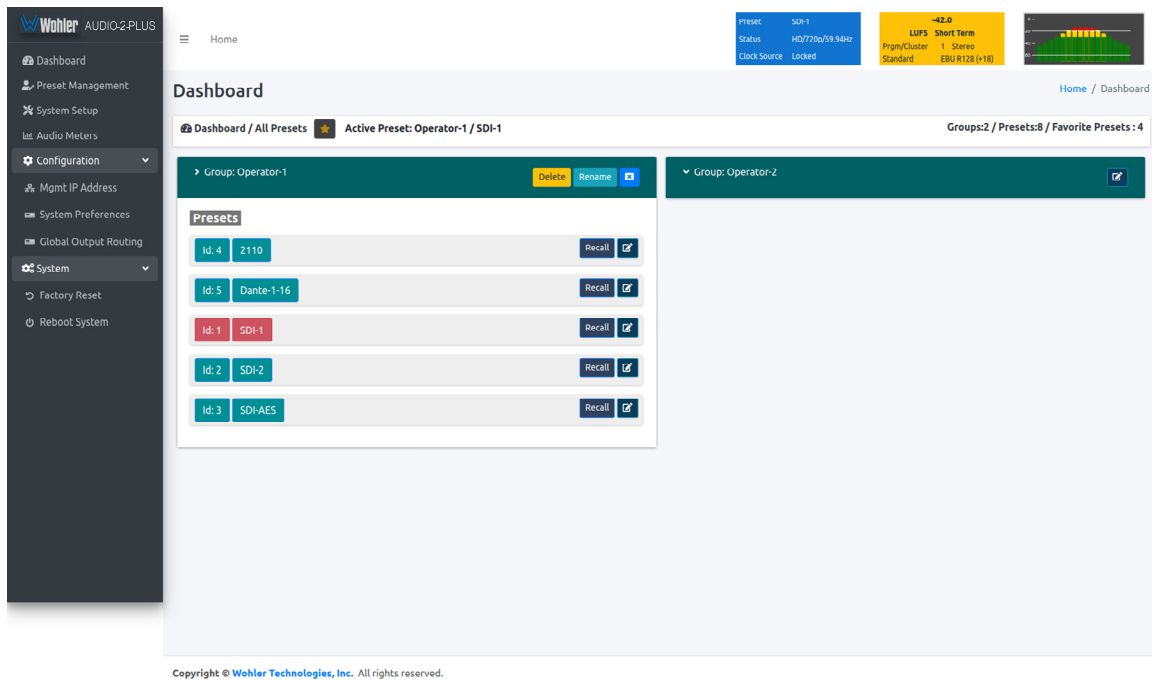 Wohler AUDIO-2-PLUS
Dashboard
Preset Management
System Setup
Audio Meters
Configuration
Mgmt IP Address
System Preferences
Global Output Routing
System
Factory Reset
Reboot System
Home
Preset SDI-1
Status HD/720p/59.94Hz
Clock Source Locked
-42.0
LUFS Short Term
Prgm/Cluster 1 Stereo
Standard EBU R128 (+18)
Dashboard
Home / Dashboard
Dashboard / All Presets Active Preset: Operator-1 / SDI-1
Groups:2 / Presets:8 / Favorite Presets : 4
Group: Operator-1 Delete Rename
Group: Operator-2
Presets
Id: 4 2110 Recall
Id: 5 Dante-1-16 Recall
Id: 1 SDI-1 Recall
Id: 2 SDI-2 Recall
Id: 3 SDI-AES Recall
Copyright © Wohler Technologies, Inc. All rights reserved.